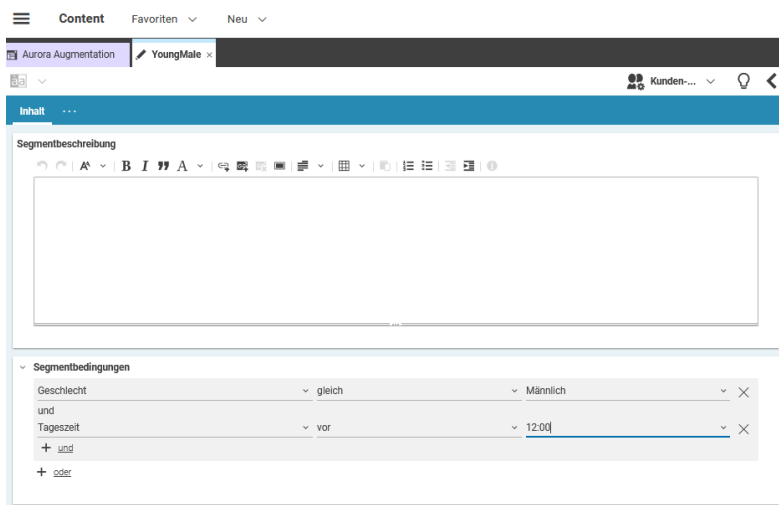 Content Favoriten Neu
Aurora Augmentation YoungMale ×
Kunden-...
Inhalt ...
Segmentbeschreibung
B I A
Segmentbedingungen
Geschlecht gleich Männlich
und
Tageszeit vor 12:00
+ und
+ oder